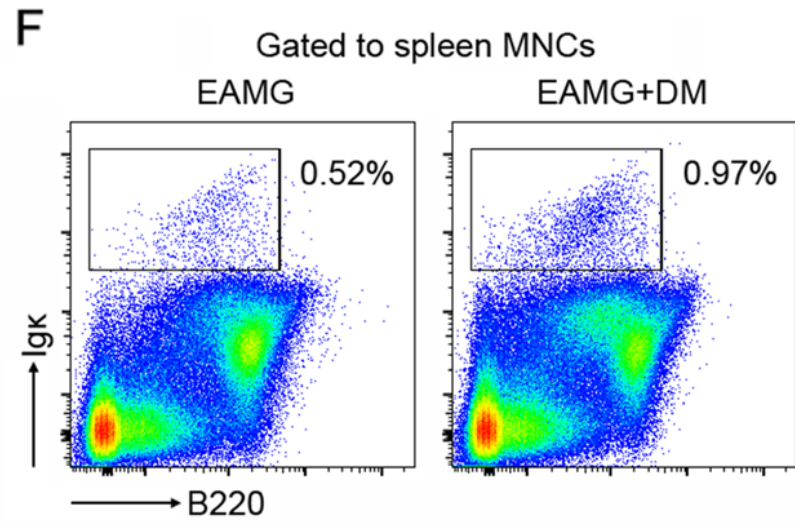 F
Gated to spleen MNCs
EAMG
EAMG+DM
0.52%
0.97%
Igκ
B220